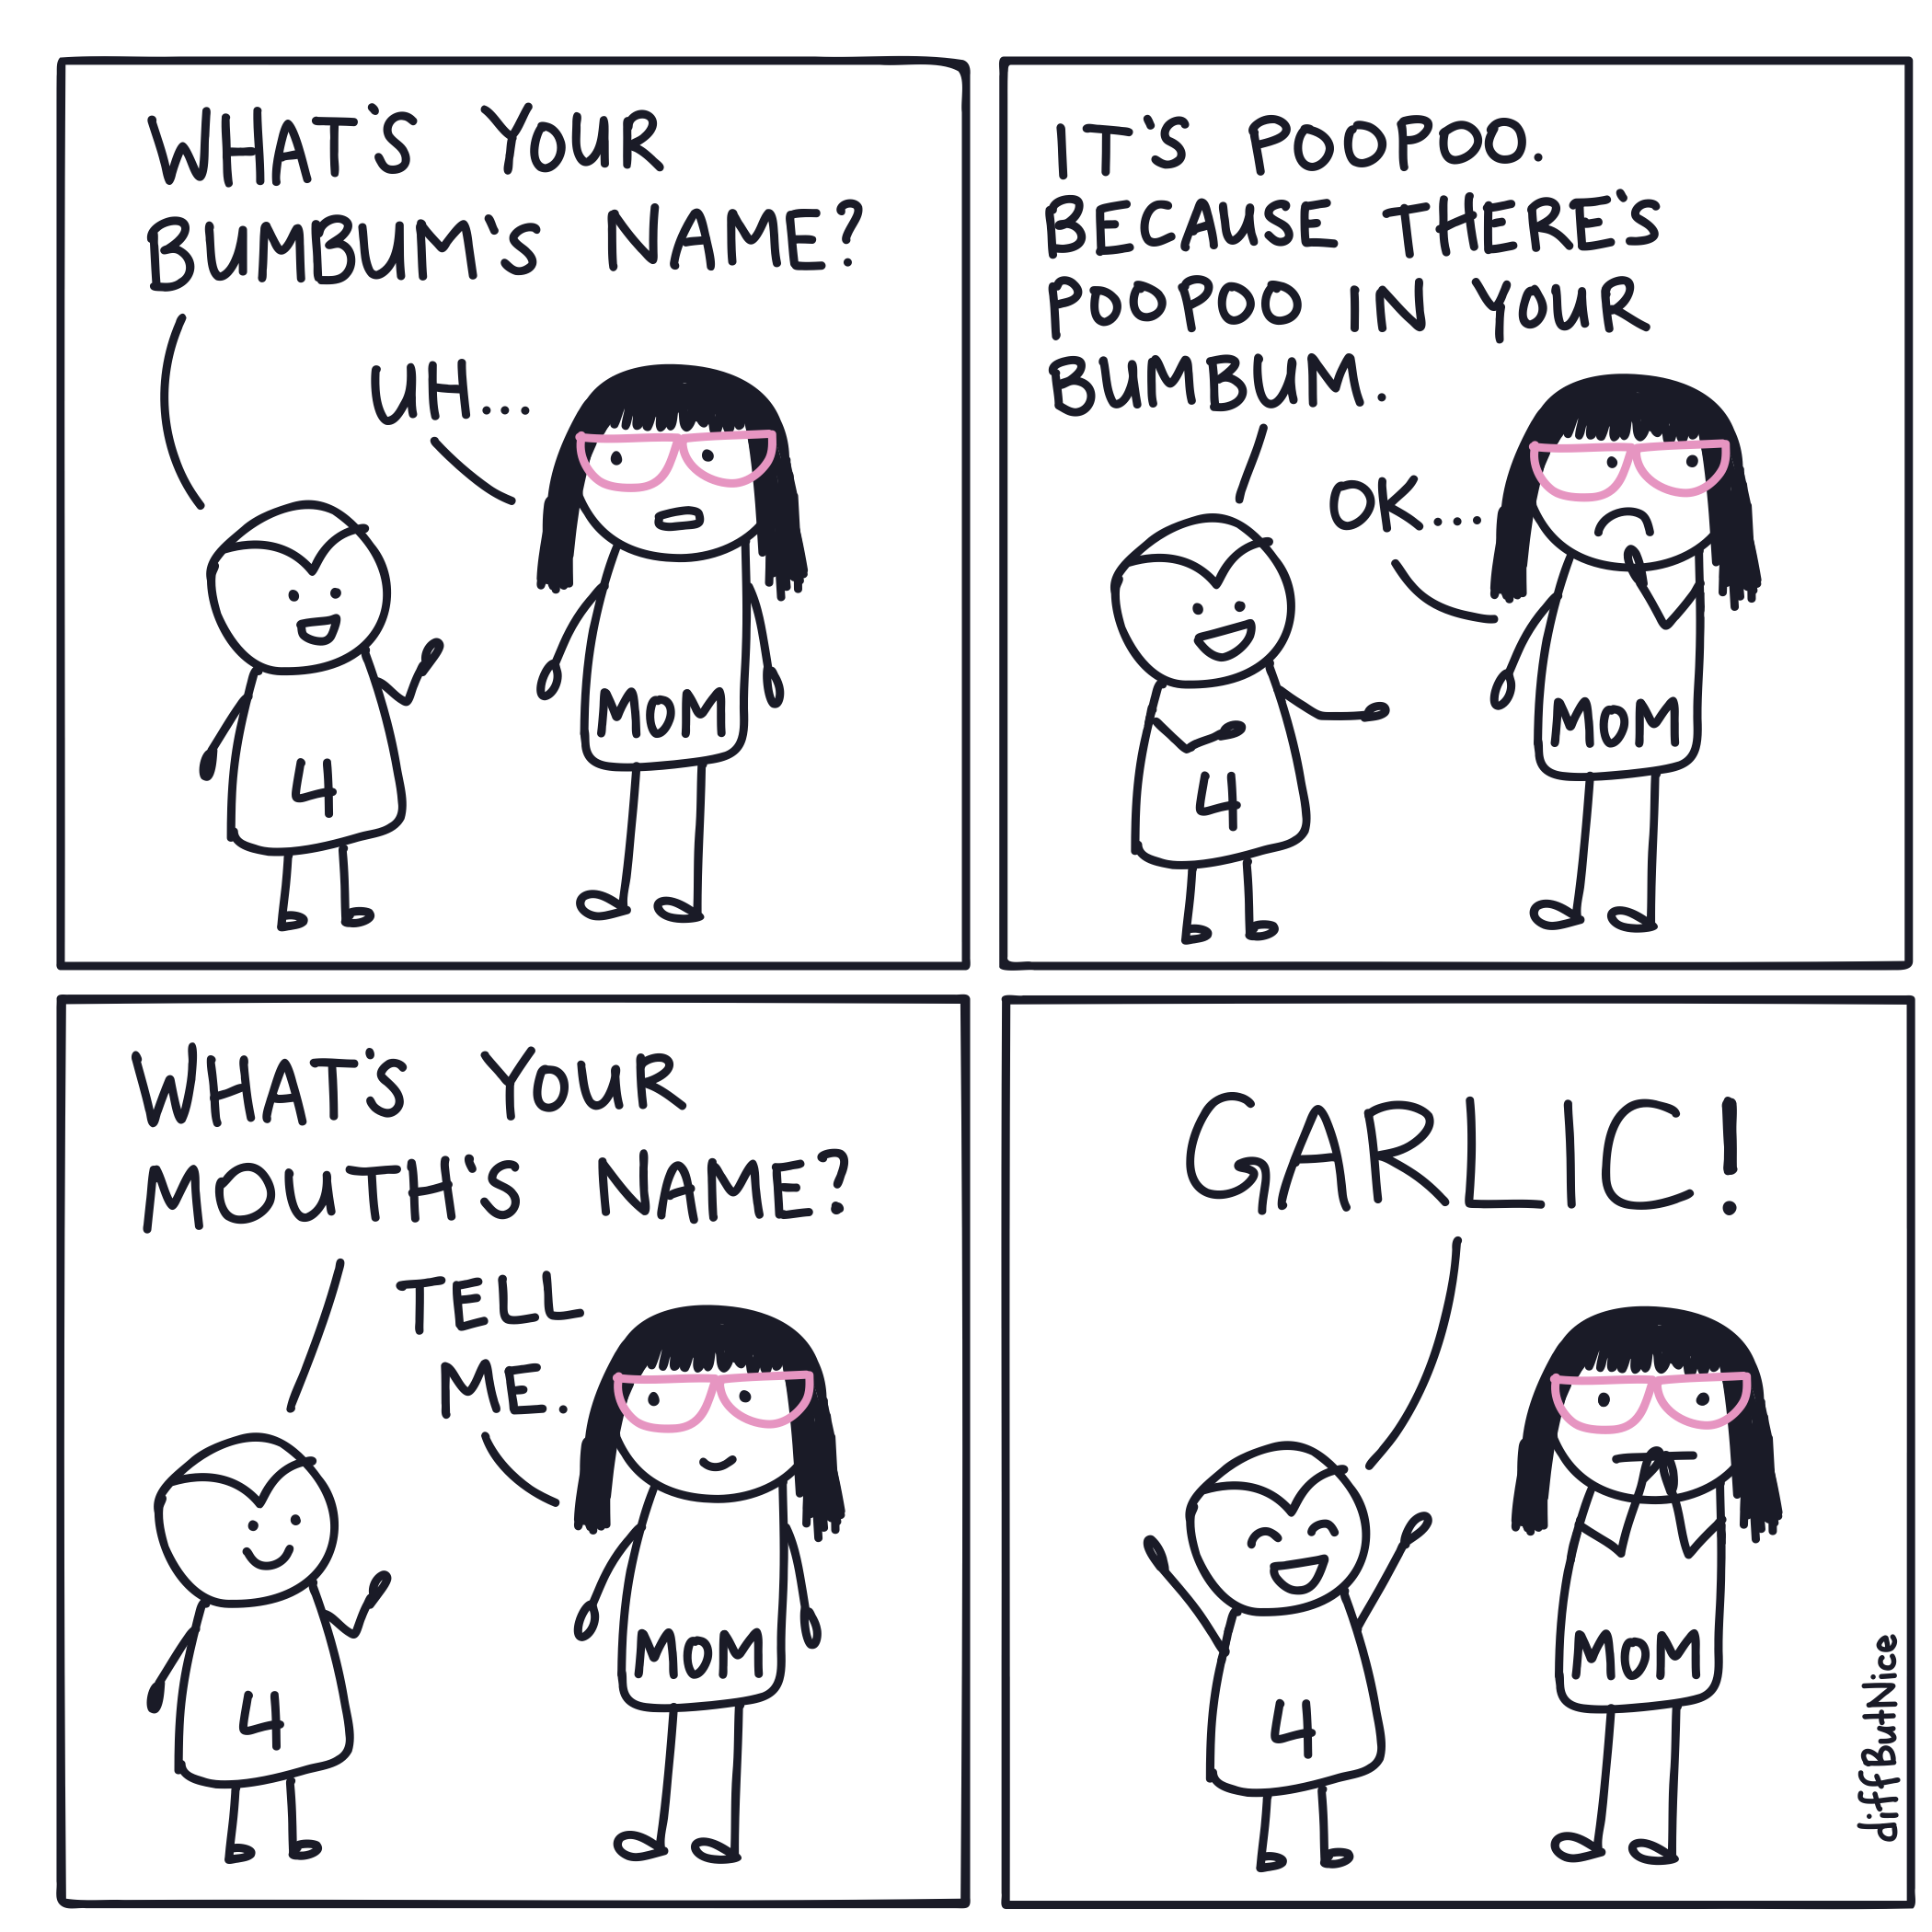 WHAT'S YOUR
BUMBUM'S NAME?
UH...
4
MOM
IT'S POOPOO.
BECAUSE THERE'S
POOPOO IN YOUR
BUMBUM.
OK...
4
MOM
WHAT'S YOUR
MOUTH'S NAME?
TELL
ME.
4
MOM
GARLIC!
4
MOM
diffButNice